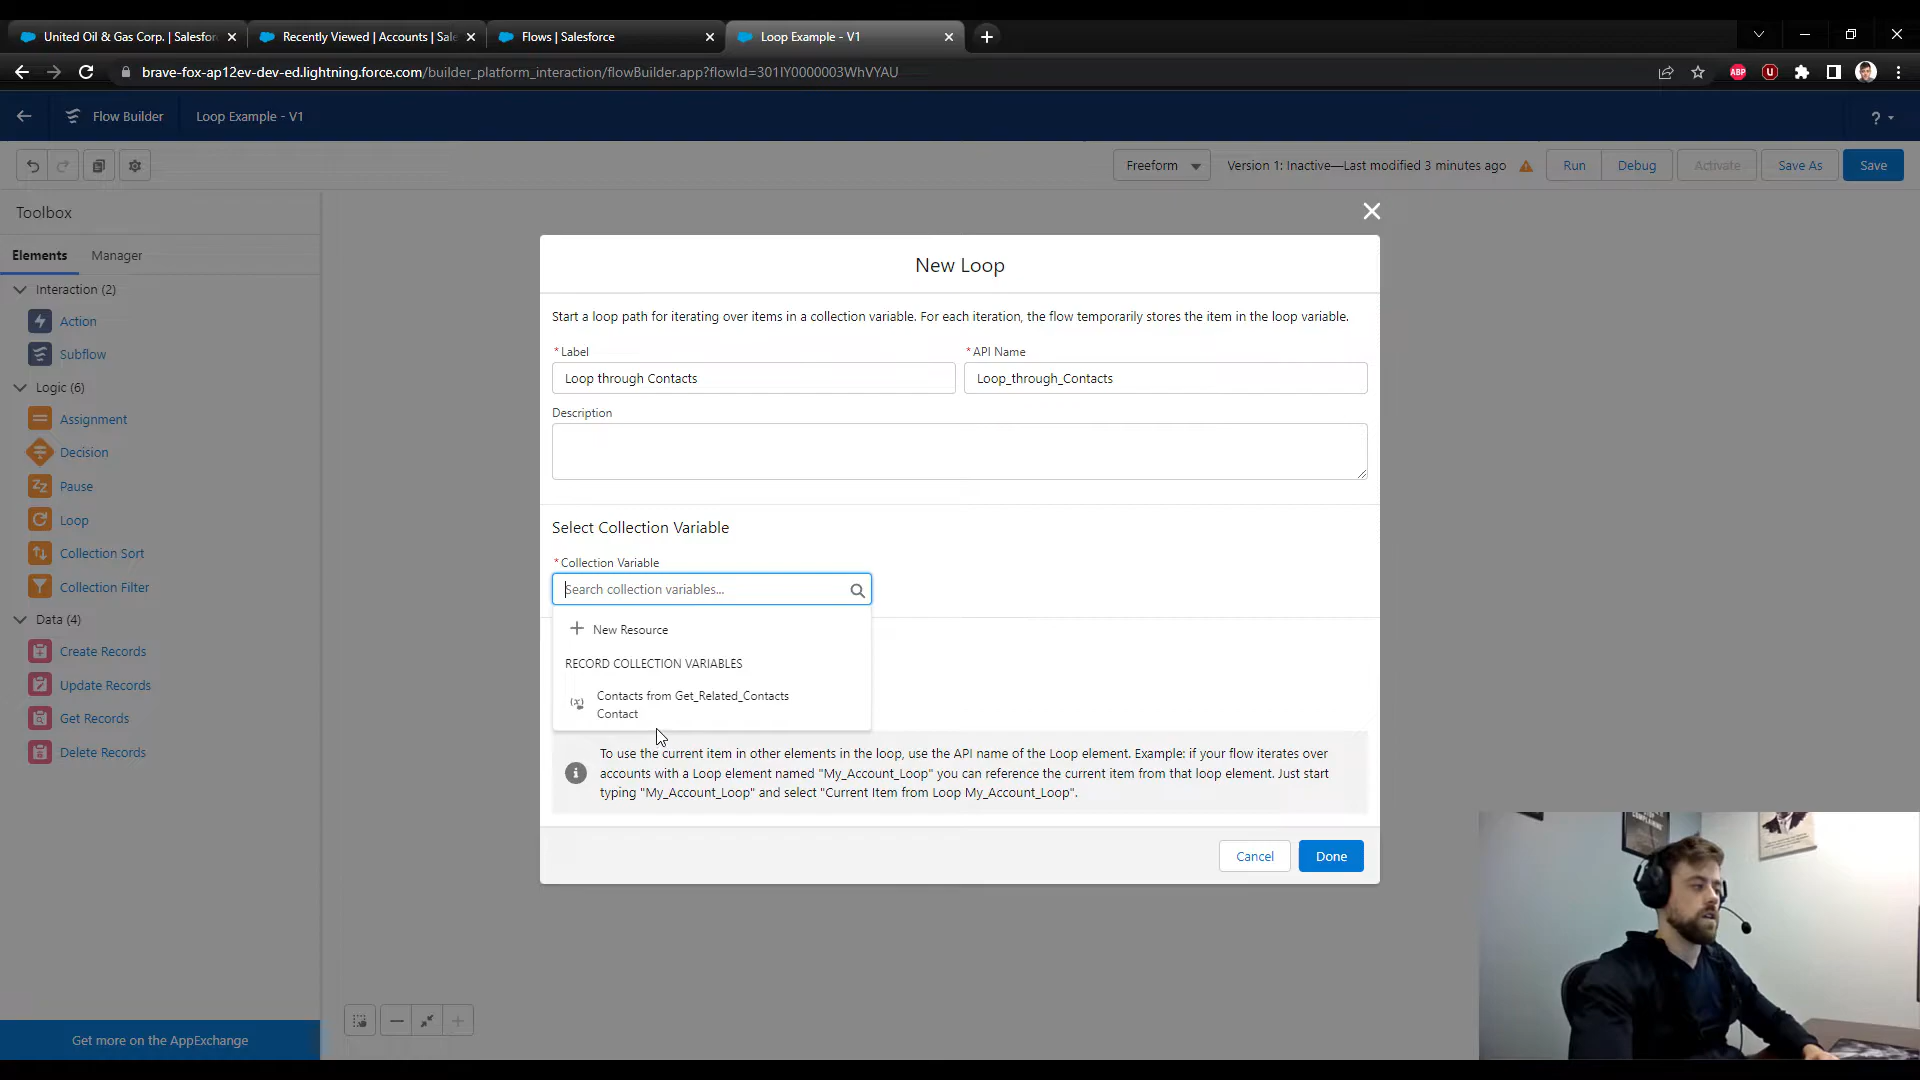 United Oil & Gas Corp. | Salesfor
Recently Viewed | Accounts | Sal
Flows | Salesforce
Loop Example - V1
brave-fox-ap12ev-dev-ed.lightning.force.com/builder_platform_interaction/flowBuilder.app?flowId=301IY0000003WhVYAU
ABP
Flow Builder
Loop Example - V1
?
Freeform
Version 1: Inactive—Last modified 3 minutes ago
Run
Debug
Activate
Save As
Save
Toolbox
Elements
Manager
Interaction (2)
Action
Subflow
Logic (6)
Assignment
Decision
Pause
Loop
Collection Sort
Collection Filter
Data (4)
Create Records
Update Records
Get Records
Delete Records
Get more on the AppExchange
New Loop
Start a loop path for iterating over items in a collection variable. For each iteration, the flow temporarily stores the item in the loop variable.
* Label
* API Name
Loop through Contacts
Loop_through_Contacts
Description
Select Collection Variable
* Collection Variable
Search collection variables...
New Resource
RECORD COLLECTION VARIABLES
Contacts from Get_Related_Contacts
Contact
To use the current item in other elements in the loop, use the API name of the Loop element. Example: if your flow iterates over
accounts with a Loop element named "My_Account_Loop" you can reference the current item from that loop element. Just start
typing "My_Account_Loop" and select "Current Item from Loop My_Account_Loop".
Cancel
Done